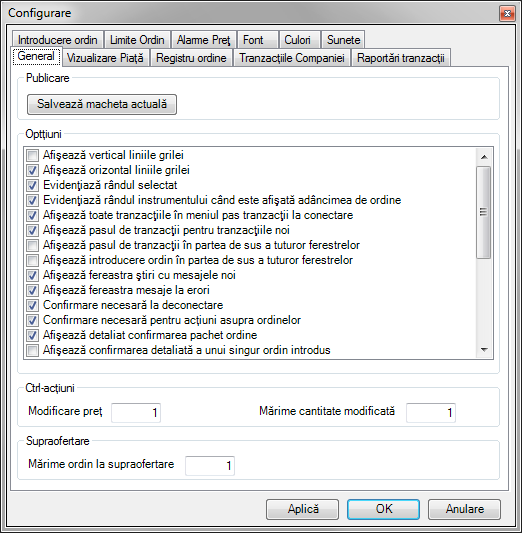 Configurare
Introducere ordin Limite Ordin Alarme Preţ Font Culori Sunete
General Vizualizare Piaţă Registru ordine Tranzacţiile Companiei Raportări tranzacţii
Publicare
Salvează macheta actuală
Optţiuni
Afişează vertical liniile grilei
Afişează orizontal liniile grilei
Evidenţiază rândul selectat
Evidenţiază rândul instrumentului când este afişată adâncimea de ordine
Afişează toate tranzacţiile în meniul pas tranzacţii la conectare
Afişează pasul de tranzacţii pentru tranzacţiile noi
Afişează pasul de tranzacţii în partea de sus a tuturor ferestrelor
Afişează introducere ordin în partea de sus a tuturor ferestrelor
Afişează fereastra ştiri cu mesajele noi
Afişează fereastra mesaje la erori
Confirmare necesară la deconectare
Confirmare necesară pentru acţiuni asupra ordinelor
Afişează detaliat confirmarea pachet ordine
Afişează confirmarea detaliată a unui singur ordin introdus
Ctrl-acţiuni
Modificare preţ 1 Mărime cantitate modificată 1
Supraofertare
Mărime ordin la supraofertare 1
Aplică OK Anulare